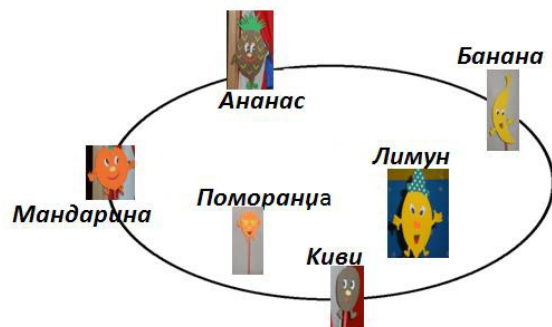 Банана
Ананас
Лимун
Мандарина
Поморанџа
Киви